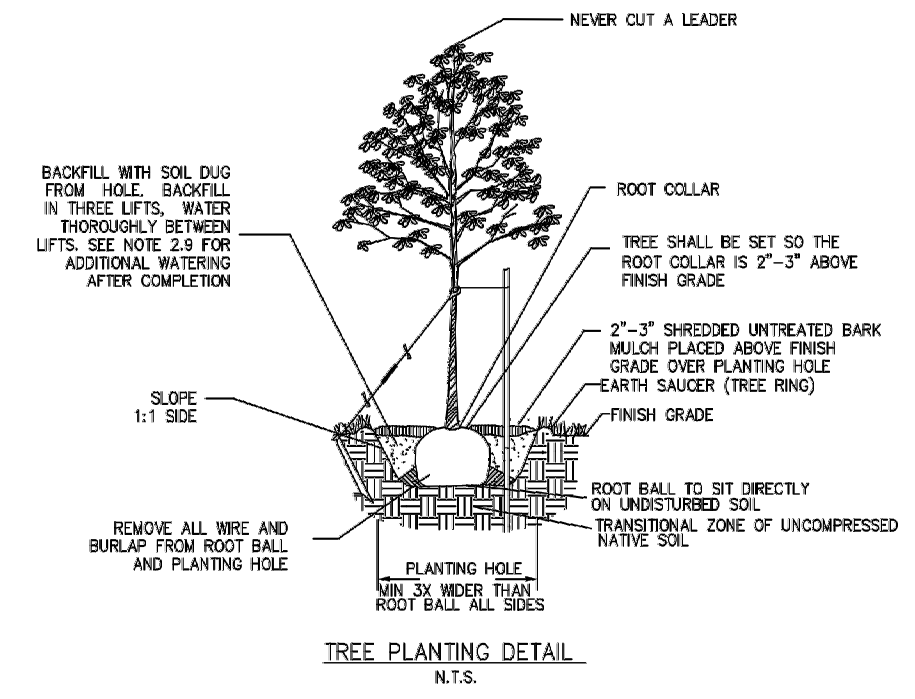 NEVER CUT A LEADER
BACKFILL WITH SOIL DUG
FROM HOLE. BACKFILL
IN THREE LIFTS, WATER
THOROUGHLY BETWEEN
LIFTS. SEE NOTE 2.9 FOR
ADDITIONAL WATERING
AFTER COMPLETION
ROOT COLLAR
TREE SHALL BE SET SO THE
ROOT COLLAR IS 2"-3" ABOVE
FINISH GRADE
2"-3" SHREDDED UNTREATED BARK
MULCH PLACED ABOVE FINISH
GRADE OVER PLANTING HOLE
EARTH SAUCER (TREE RING)
SLOPE
1:1 SIDE
FINISH GRADE
ROOT BALL TO SIT DIRECTLY
ON UNDISTURBED SOIL
TRANSITIONAL ZONE OF UNCOMPRESSED
NATIVE SOIL
REMOVE ALL WIRE AND
BURLAP FROM ROOT BALL
AND PLANTING HOLE
PLANTING HOLE
MIN 3X WIDER THAN
ROOT BALL ALL SIDES
TREE PLANTING DETAIL
N.T.S.